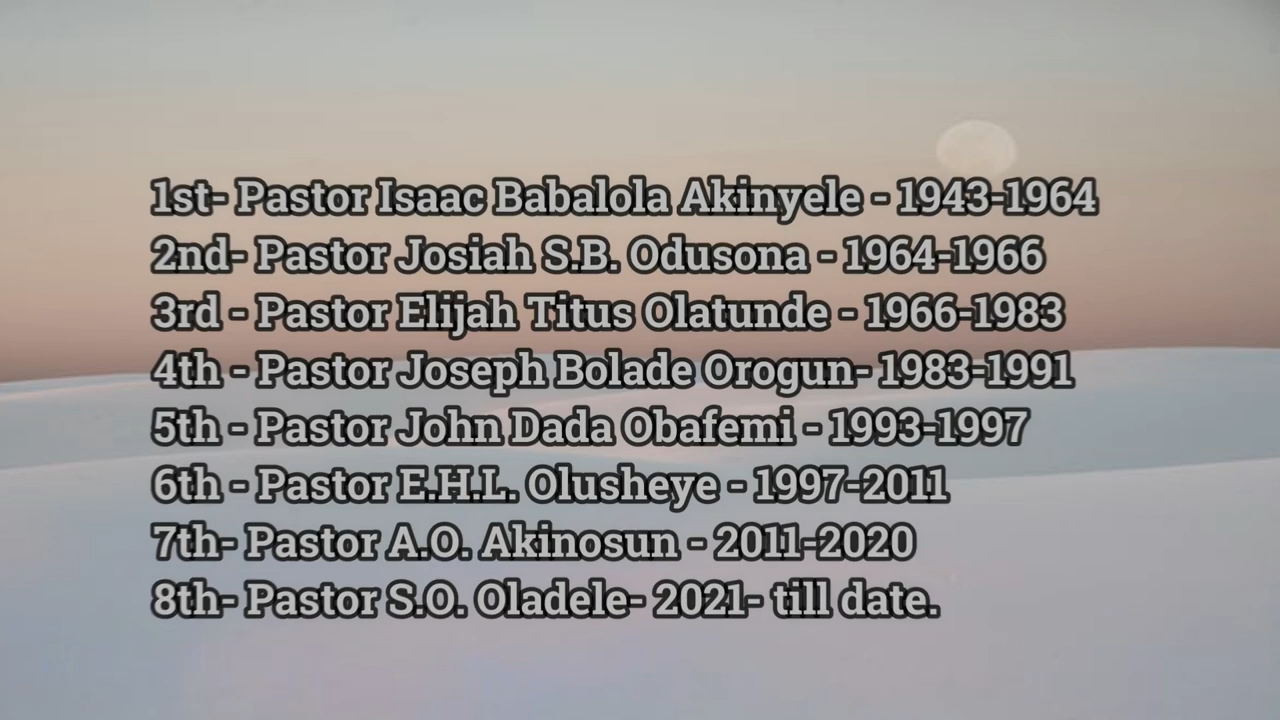 1st- Pastor Isaac Babalola Akinyele - 1943-1964
2nd- Pastor Josiah S.B. Odusona - 1964-1966
3rd - Pastor Elijah Titus Olatunde - 1966-1983
4th - Pastor Joseph Bolade Orogun- 1983-1991
5th - Pastor John Dada Obafemi - 1993-1997
6th - Pastor E.H.L. Olusheye - 1997-2011
7th- Pastor A.O. Akinosun - 2011-2020
8th- Pastor S.O. Oladele- 2021- till date.